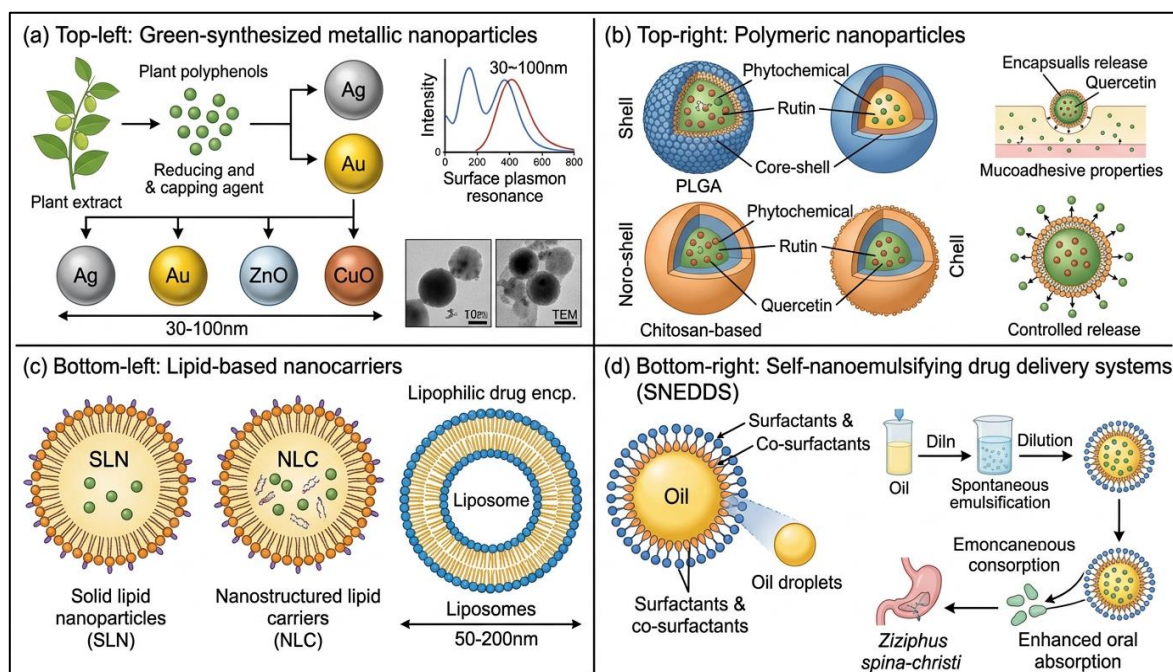 (a) Top-left: Green-synthesized metallic nanoparticles
Plant polyphenols
Reducing and
& capping agent
Plant extract
Ag
Au
Intensity
30~100nm
0
200
400
600
800
Surface plasmon
resonance
Ag
Au
ZnO
CuO
30-100nm
TEM
(b) Top-right: Polymeric nanoparticles
Shell
Phytochemical
Rutin
Core-shell
PLGA
Encapsualls release
Quercetin
Mucoadhesive properties
Noro-shell
Phytochemical
Rutin
Quercetin
Chitosan-based
Chell
Controlled release
(c) Bottom-left: Lipid-based nanocarriers
SLN
Solid lipid
nanoparticles
(SLN)
NLC
Nanostructured lipid
carriers
(NLC)
Lipophilic drug encp.
Liposome
Liposomes
50-200nm
(d) Bottom-right: Self-nanoemulsifying drug delivery systems
(SNEDDS)
Surfactants &
Co-surfactants
Oil
Oil droplets
Surfactants &
co-surfactants
Oil
Diln
Spontaneous
emulsification
Dilution
Emoncaneous
consorption
Ziziphus
spina-christi
Enhanced oral
absorption